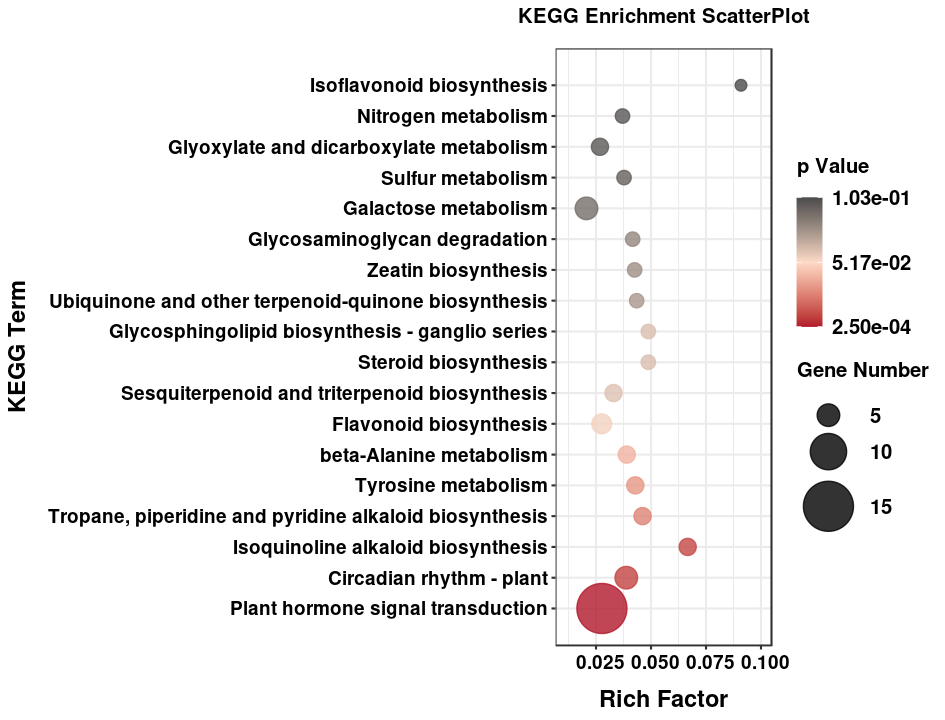 KEGG Enrichment ScatterPlot
KEGG Term
Isoflavonoid biosynthesis
Nitrogen metabolism
Glyoxylate and dicarboxylate metabolism
Sulfur metabolism
Galactose metabolism
Glycosaminoglycan degradation
Zeatin biosynthesis
Ubiquinone and other terpenoid-quinone biosynthesis
Glycosphingolipid biosynthesis - ganglio series
Steroid biosynthesis
Sesquiterpenoid and triterpenoid biosynthesis
Flavonoid biosynthesis
beta-Alanine metabolism
Tyrosine metabolism
Tropane, piperidine and pyridine alkaloid biosynthesis
Isoquinoline alkaloid biosynthesis
Circadian rhythm - plant
Plant hormone signal transduction
0.025 0.050 0.075 0.100
Rich Factor
p Value
1.03e-01
5.17e-02
2.50e-04
Gene Number
5
10
15